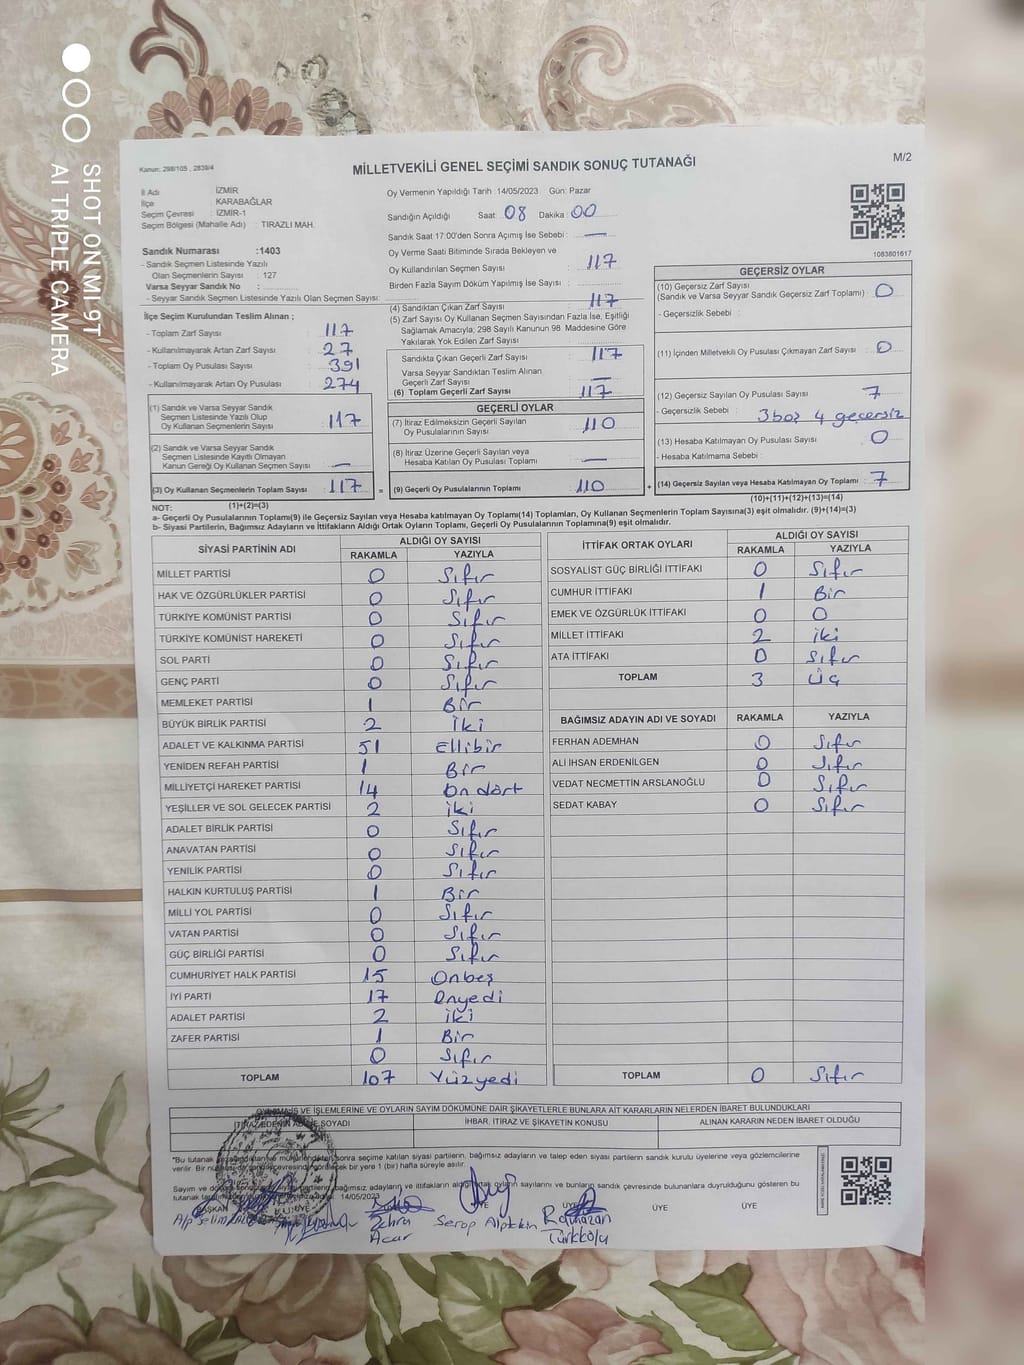 SHOT ON MI 9T
AI TRIPLE CAMERA
Kanun: 298/105 , 2839/4
MİLLETVEKİLİ GENEL SEÇİMİ SANDIK SONUÇ TUTANAĞI
M/2
İl Adı : İZMİR
İlçe : KARABAĞLAR
Seçim Çevresi : İZMİR-1
Seçim Bölgesi (Mahalle Adı) : TIRAZLI MAH.
Sandık Numarası :1403
- Sandık Seçmen Listesinde Yazılı
Olan Seçmenlerin Sayısı : 127
Varsa Seyyar Sandık No :
- Seyyar Sandık Seçmen Listesinde Yazılı Olan Seçmen Sayısı:
İlçe Seçim Kurulundan Teslim Alınan ;
- Toplam Zarf Sayısı : 117
- Kullanılmayarak Artan Zarf Sayısı : 27
- Toplam Oy Pusulası Sayısı : 391
- Kullanılmayarak Artan Oy Pusulası : 274
(1) Sandık ve Varsa Seyyar Sandık
Seçmen Listesinde Yazılı Olup
Oy Kullanan Seçmenlerin Sayısı : 117
(2) Sandık ve Varsa Seyyar Sandık
Seçmen Listesinde Kayıtlı Olmayan
Kanun Gereği Oy Kullanan Seçmen Sayısı : —
(3) Oy Kullanan Seçmenlerin Toplam Sayısı : 117
(1)+(2)=(3)
Oy Vermenin Yapıldığı Tarih :14/05/2023 Gün: Pazar
Sandığın Açıldığı Saat: 08 Dakika: 00
Sandık Saat 17:00'den Sonra Açımış İse Sebebi : —
Oy Verme Saati Bitiminde Sırada Bekleyen ve
Oy Kullandırılan Seçmen Sayısı : 117
Birden Fazla Sayım Döküm Yapılmış İse Sayısı :
(4) Sandıktan Çıkan Zarf Sayısı : 117
(5) Zarf Sayısı Oy Kullanan Seçmen Sayısından Fazla İse, Eşitliği
Sağlamak Amacıyla; 298 Sayılı Kanunun 98. Maddesine Göre
Yakılarak Yok Edilen Zarf Sayısı :
Sandıkta Çıkan Geçerli Zarf Sayısı : 117
Varsa Seyyar Sandıktan Teslim Alınan
Geçerli Zarf Sayısı : —
(6) Toplam Geçerli Zarf Sayısı : 117
GEÇERLİ OYLAR
(7) İtiraz Edilmeksizin Geçerli Sayılan
Oy Pusulalarının Sayısı : 110
(8) İtiraz Üzerine Geçerli Sayılan veya
Hesaba Katılan Oy Pusulası Toplamı : —
= (9) Geçerli Oy Pusulalarının Toplamı : 110
1083801617
GEÇERSİZ OYLAR
(10) Geçersiz Zarf Sayısı : 0
(Sandık ve Varsa Seyyar Sandık Geçersiz Zarf Toplamı)
- Geçersizlik Sebebi :
(11) İçinden Milletvekili Oy Pusulası Çıkmayan Zarf Sayısı : 0
(12) Geçersiz Sayılan Oy Pusulası Sayısı : 7
- Geçersizlik Sebebi : 3 boş 4 geçersiz
(13) Hesaba Katılmayan Oy Pusulası Sayısı : 0
- Hesaba Katılmama Sebebi :
+ (14) Geçersiz Sayılan veya Hesaba Katılmayan Oy Toplamı : 7
(10)+(11)+(12)+(13)=(14)
NOT:
a- Geçerli Oy Pusulalarının Toplamı(9) ile Geçersiz Sayılan veya Hesaba Katılmayan Oy Toplamı(14) Toplamları, Oy Kullanan Seçmenlerin Toplam Sayısına(3) eşit olmalıdır. (9)+(14)=(3)
b- Siyasi Partilerin, Bağımsız Adayların ve İttifakların Aldığı Ortak Oyların Toplamı, Geçerli Oy Pusulalarının Toplamına(9) eşit olmalıdır.
SİYASİ PARTİNİN ADI ALDIĞI OY SAYISI
RAKAMLA YAZIYLA
MİLLET PARTİSİ 0 Sıfır
HAK VE ÖZGÜRLÜKLER PARTİSİ 0 Sıfır
TÜRKİYE KOMÜNİST PARTİSİ 0 Sıfır
TÜRKİYE KOMÜNİST HAREKETİ 0 Sıfır
SOL PARTİ 0 Sıfır
GENÇ PARTİ 0 Sıfır
MEMLEKET PARTİSİ 1 Bir
BÜYÜK BİRLİK PARTİSİ 2 İki
ADALET VE KALKINMA PARTİSİ 51 Ellibir
YENİDEN REFAH PARTİSİ 1 Bir
MİLLİYETÇİ HAREKET PARTİSİ 14 Ondört
YEŞİLLER VE SOL GELECEK PARTİSİ 2 iki
ADALET BİRLİK PARTİSİ 0 Sıfır
ANAVATAN PARTİSİ 0 Sıfır
YENİLİK PARTİSİ 0 Sıfır
HALKIN KURTULUŞ PARTİSİ 1 Bir
MİLLİ YOL PARTİSİ 0 Sıfır
VATAN PARTİSİ 0 Sıfır
GÜÇ BİRLİĞİ PARTİSİ 0 Sıfır
CUMHURİYET HALK PARTİSİ 15 Onbeş
İYİ PARTİ 17 Onyedi
ADALET PARTİSİ 2 iki
ZAFER PARTİSİ 1 Bir
0 Sıfır
TOPLAM 107 Yüzyedi
İTTİFAK ORTAK OYLARI ALDIĞI OY SAYISI
RAKAMLA YAZIYLA
SOSYALİST GÜÇ BİRLİĞİ İTTİFAKI 0 Sıfır
CUMHUR İTTİFAKI 1 Bir
EMEK VE ÖZGÜRLÜK İTTİFAKI 0 0
MİLLET İTTİFAKI 2 iki
ATA İTTİFAKI 0 Sıfır
TOPLAM 3 Üç
BAĞIMSIZ ADAYIN ADI VE SOYADI RAKAMLA YAZIYLA
FERHAN ADEMHAN 0 Sıfır
ALİ İHSAN ERDENİLGEN 0 Sıfır
VEDAT NECMETTİN ARSLANOĞLU 0 Sıfır
SEDAT KABAY 0 Sıfır
TOPLAM 0 Sıfır
OYLAMA İŞ VE İŞLEMLERİNE VE OYLARIN SAYIM DÖKÜMÜNE DAİR ŞİKAYETLERLE BUNLARA AİT KARARLARIN NELERDEN İBARET BULUNDUKLARI
İTİRAZ EDENİN ADI VE SOYADI İHBAR, İTİRAZ VE ŞİKAYETİN KONUSU ALINAN KARARIN NEDEN İBARET OLDUĞU
"Bu tutanak sonra seçime katılan siyasi partilerin, bağımsız adayların ve talep eden siyasi partilerin sandık kurulu üyelerine veya gözlemcilerine
verilir. Bir bir yere 1 (bir) hafta süreyle asılır.
Sayım ve bağımsız adayların ve ittifakların aldığı ortak oyların sayılarını ve bunların sandık çevresinde bulunanlara duyrulduğunu gösteren bu
tutanak 14/05/2023
BAŞKAN ÜYE ÜYE ÜYE ÜYE ÜYE
Zehra Acar
Serop Alptekin
Ramazan Türkkolu